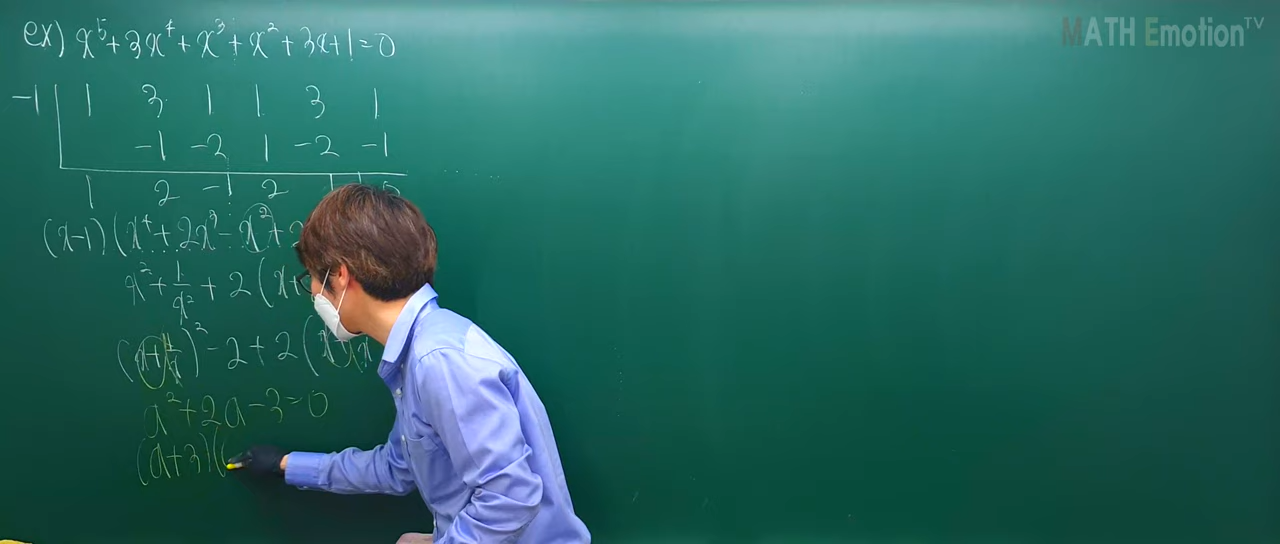 MATH Emotion TV
ex) x⁵+3x⁴+x³+x²+3x+1=0
-1 1 3 1 1 3 1
-1 -2 1 -2 -1
1 2 -1 2
(x-1)(x⁴+2x³-x²+2
x²+1/x²+2(x+
(x+1/x)²-2+2(x+1/x
a²+2a-3=0
(a+3)(